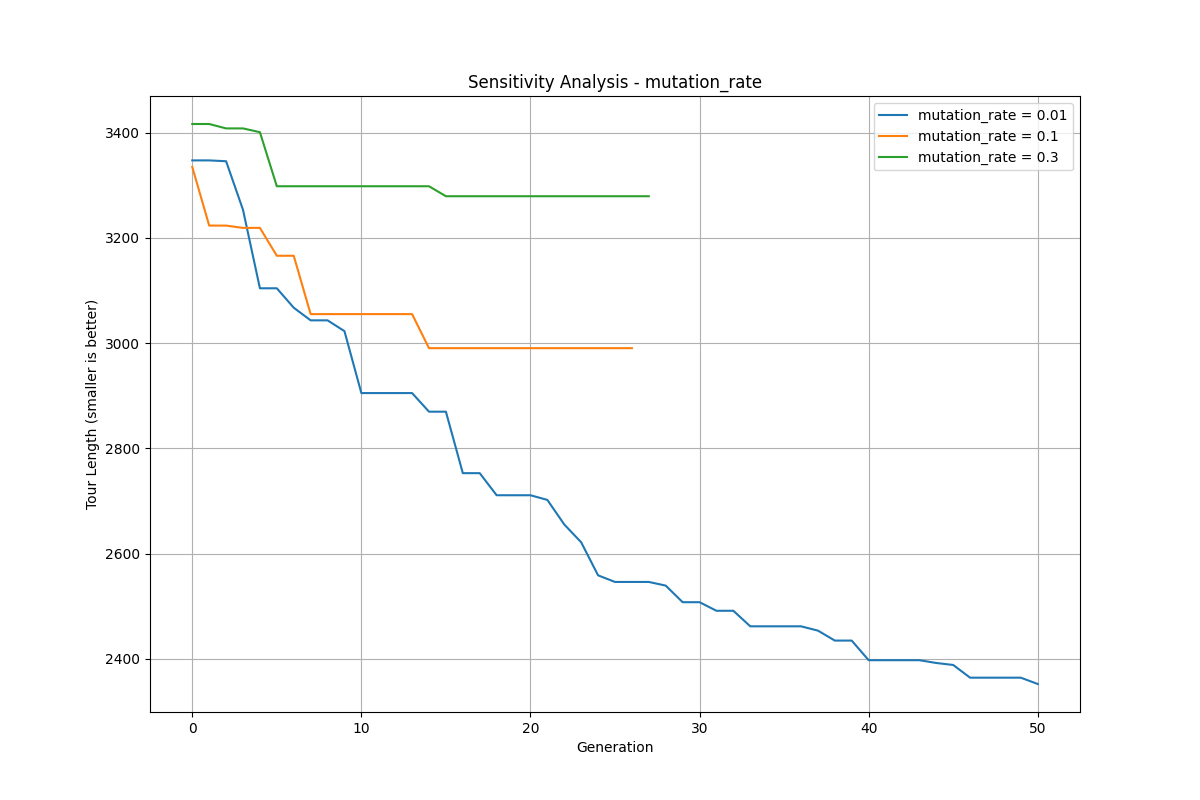 Sensitivity Analysis - mutation_rate
mutation_rate = 0.01
mutation_rate = 0.1
mutation_rate = 0.3
Tour Length (smaller is better)
3400
3200
3000
2800
2600
2400
0 10 20 30 40 50
Generation